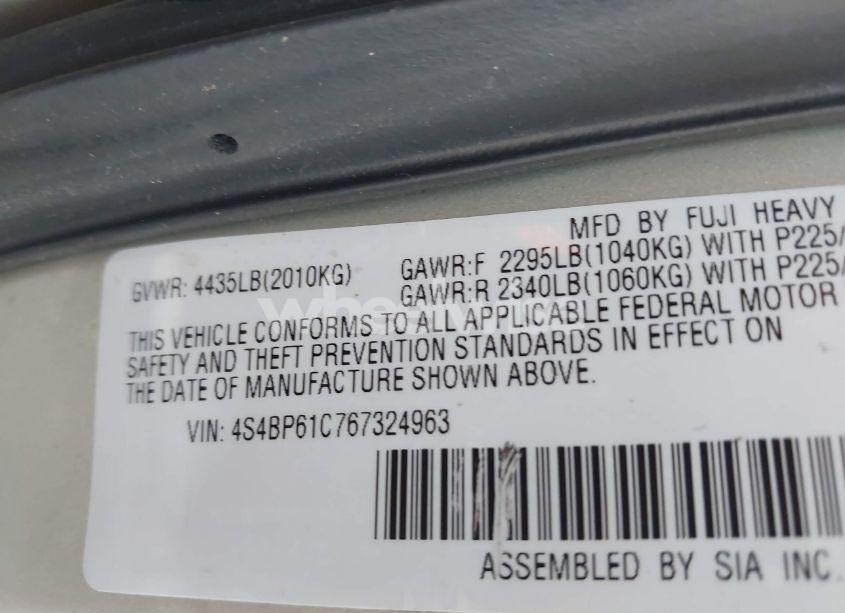 MFD BY FUJI HEAVY
GVWR: 4435LB(2010KG)
GAWR:F 2295LB(1040KG) WITH P225/
GAWR:R 2340LB(1060KG) WITH P225/
THIS VEHICLE CONFORMS TO ALL APPLICABLE FEDERAL MOTOR
SAFETY AND THEFT PREVENTION STANDARDS IN EFFECT ON
THE DATE OF MANUFACTURE SHOWN ABOVE.
VIN: 4S4BP61C767324963
ASSEMBLED BY SIA INC.